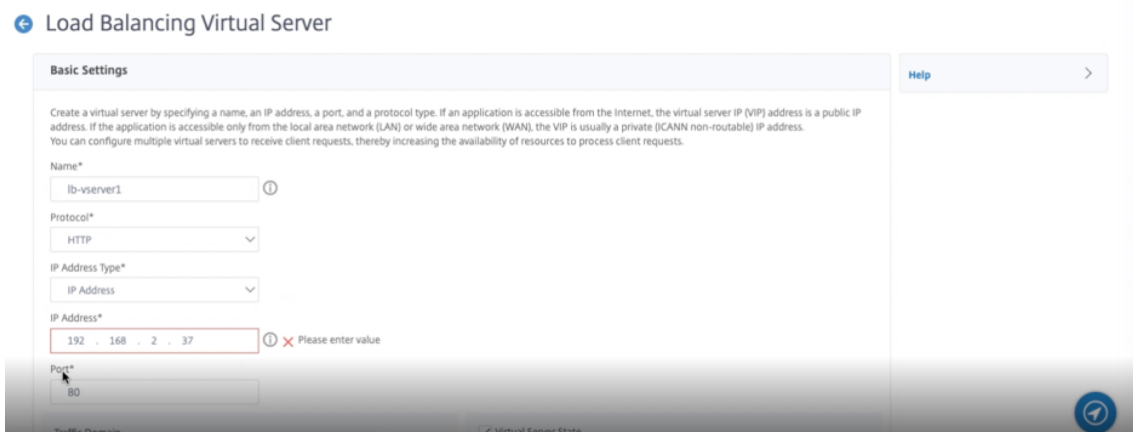 Load Balancing Virtual Server
Basic Settings
Help
Create a virtual server by specifying a name, an IP address, a port, and a protocol type. If an application is accessible from the Internet, the virtual server IP (VIP) address is a public IP
address. If the application is accessible only from the local area network (LAN) or wide area network (WAN), the VIP is usually a private (ICANN non-routable) IP address.
You can configure multiple virtual servers to receive client requests, thereby increasing the availability of resources to process client requests.
Name*
lb-vserver1
Protocol*
HTTP
IP Address Type*
IP Address
IP Address*
192 . 168 . 2 . 37
Please enter value
Port*
80
Traffic Domain
Virtual Server State